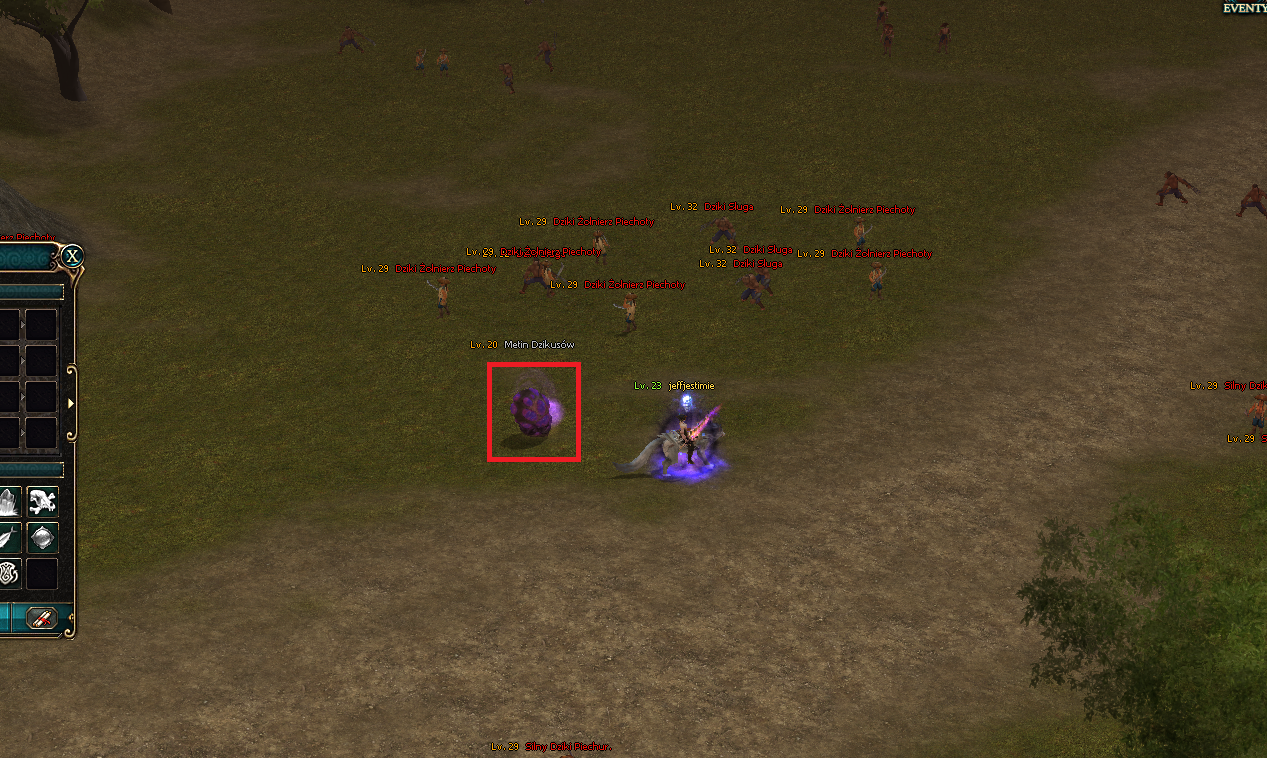 EVENTY
Lv. 32 Dziki Sługa
Lv. 29 Dziki Żołnierz Piechoty
Lv. 29 Dziki Żołnierz Piechoty
erz Piechoty
Lv. 29 Dziki Żołnierz Piechoty
Lv. 32 Dziki Sługa
Lv. 29 Dziki Żołnierz Piechoty
Lv. 29 Dziki Żołnierz Piechoty
Lv. 32 Dziki Sługa
Lv. 29 Dziki Żołnierz Piechoty
Lv. 20 Metin Dzikusów
Lv. 23 jeffjestimie
Lv. 29 Silny Dziki
Lv. 29 S
Lv. 29 Silny Dziki Piechur.
X